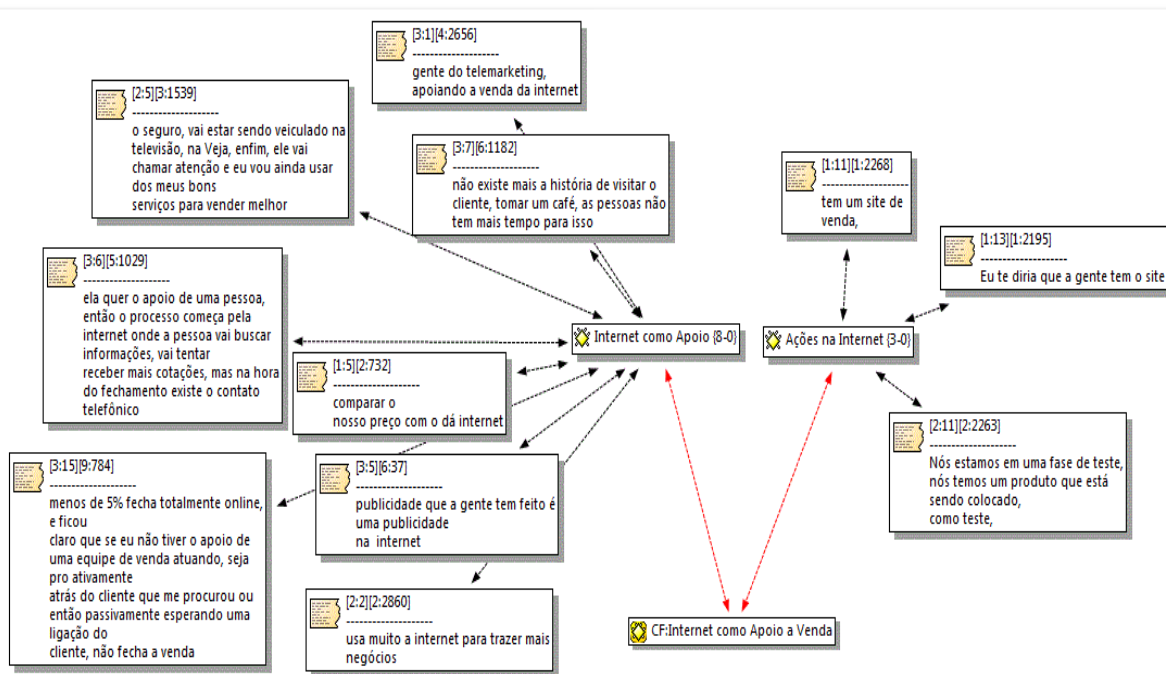 [3:1][4:2656]
--------------------
gente do telemarketing,
apoiando a venda da internet
[2:5][3:1539]
--------------------
o seguro, vai estar sendo veiculado na
televisão, na Veja, enfim, ele vai
chamar atenção e eu vou ainda usar
dos meus bons
serviços para vender melhor
[3:7][6:1182]
--------------------
não existe mais a história de visitar o
cliente, tomar um café, as pessoas não
tem mais tempo para isso
[1:11][1:2268]
--------------------
tem um site de
venda,
[1:13][1:2195]
--------------------
Eu te diria que a gente tem o site
[3:6][5:1029]
--------------------
ela quer o apoio de uma pessoa,
então o processo começa pela
internet onde a pessoa vai buscar
informações, vai tentar
receber mais cotações, mas na hora
do fechamento existe o contato
telefônico
Internet como Apoio {8-0}
Ações na Internet {3-0}
[1:5][2:732]
--------------------
comparar o
nosso preço com o dá internet
[2:11][2:2263]
--------------------
Nós estamos em uma fase de teste,
nós temos um produto que está
sendo colocado,
como teste,
[3:15][9:784]
--------------------
menos de 5% fecha totalmente online,
e ficou
claro que se eu não tiver o apoio de
uma equipe de venda atuando, seja
pro ativamente
atrás do cliente que me procurou ou
então passivamente esperando uma
ligação do
cliente, não fecha a venda
[3:5][6:37]
--------------------
publicidade que a gente tem feito é
uma publicidade
na internet
[2:2][2:2860]
--------------------
usa muito a internet para trazer mais
negócios
CF:Internet como Apoio a Venda